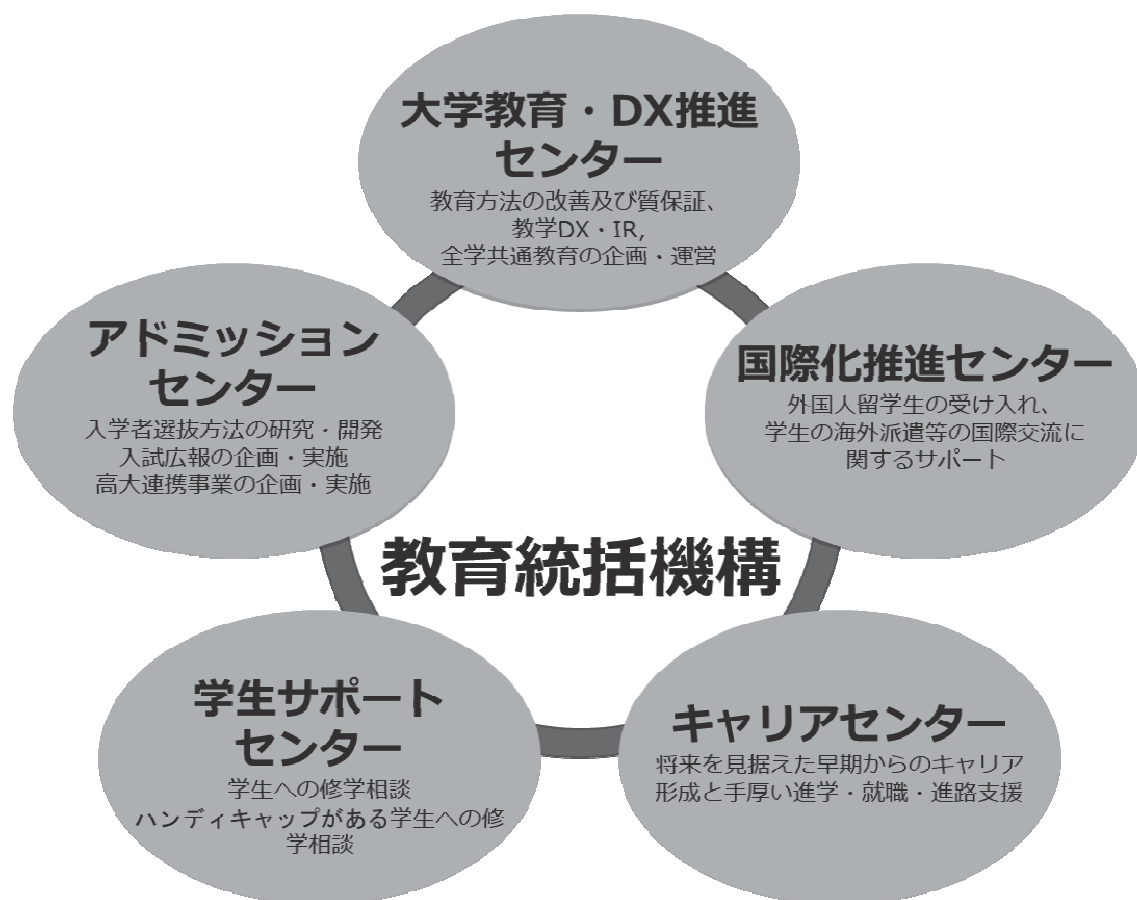 大学教育・DX推進
センター
教育方法の改善及び質保証、
教学DX・IR,
全学共通教育の企画・運営
アドミッション
センター
入学者選抜方法の研究・開発
入試広報の企画・実施
高大連携事業の企画・実施
国際化推進センター
外国人留学生の受け入れ、
学生の海外派遣等の国際交流に
関するサポート
教育統括機構
学生サポート
センター
学生への修学相談
ハンディキャップがある学生への修
学相談
キャリアセンター
将来を見据えた早期からのキャリア
形成と手厚い進学・就職・進路支援